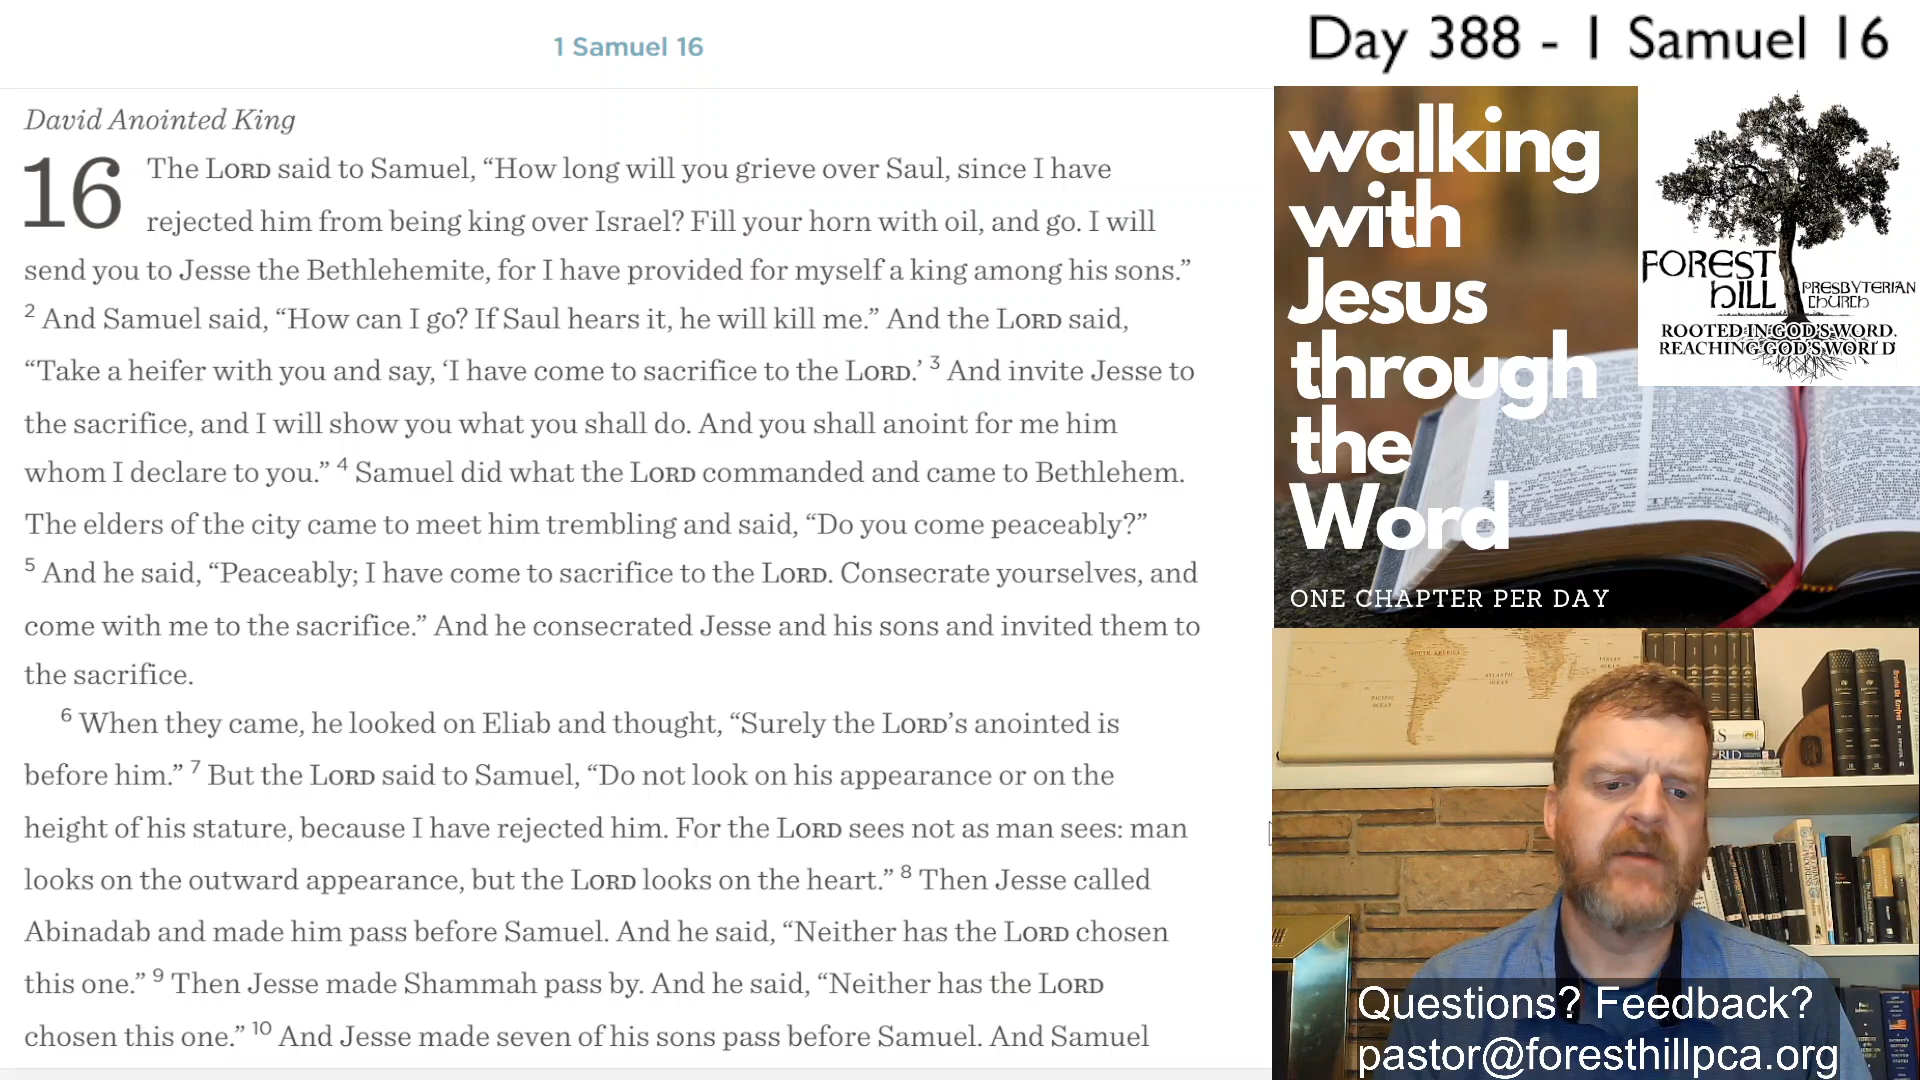 1 Samuel 16
David Anointed King
16 The LORD said to Samuel, “How long will you grieve over Saul, since I have
rejected him from being king over Israel? Fill your horn with oil, and go. I will
send you to Jesse the Bethlehemite, for I have provided for myself a king among his sons.”
2 And Samuel said, “How can I go? If Saul hears it, he will kill me.” And the LORD said,
“Take a heifer with you and say, ‘I have come to sacrifice to the LORD.’ 3 And invite Jesse to
the sacrifice, and I will show you what you shall do. And you shall anoint for me him
whom I declare to you.” 4 Samuel did what the LORD commanded and came to Bethlehem.
The elders of the city came to meet him trembling and said, “Do you come peaceably?”
5 And he said, “Peaceably; I have come to sacrifice to the LORD. Consecrate yourselves, and
come with me to the sacrifice.” And he consecrated Jesse and his sons and invited them to
the sacrifice.
6 When they came, he looked on Eliab and thought, “Surely the LORD’s anointed is
before him.” 7 But the LORD said to Samuel, “Do not look on his appearance or on the
height of his stature, because I have rejected him. For the LORD sees not as man sees: man
looks on the outward appearance, but the LORD looks on the heart.” 8 Then Jesse called
Abinadab and made him pass before Samuel. And he said, “Neither has the LORD chosen
this one.” 9 Then Jesse made Shammah pass by. And he said, “Neither has the LORD
chosen this one.” 10 And Jesse made seven of his sons pass before Samuel. And Samuel
Day 388 - 1 Samuel 16
walking
with
Jesus
through
the
Word
ONE CHAPTER PER DAY
FOREST
HILL
PRESBYTERIAN
CHURCH
ROOTED IN GOD'S WORD.
REACHING GOD'S WORLD
SOUTH AMERICA
PACIFIC
OCEAN
ATLANTIC
OCEAN
INDIAN
OCEAN
Questions? Feedback?
pastor@foresthillpca.org